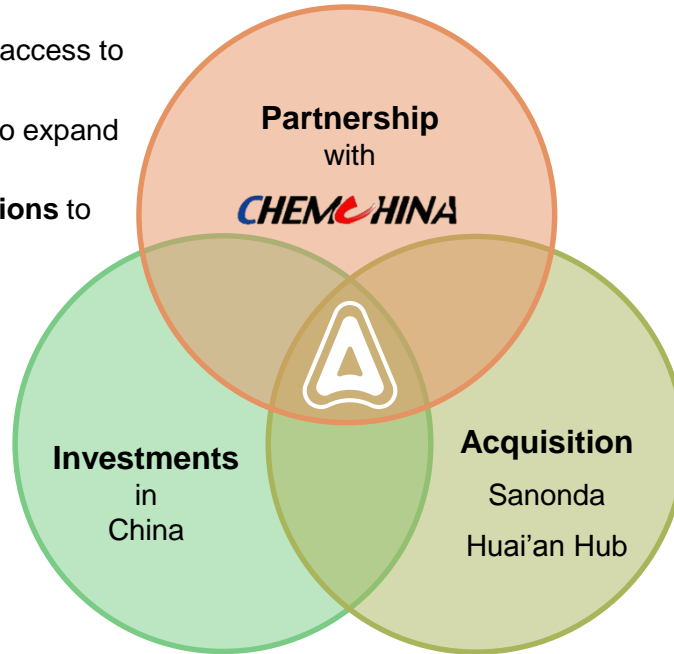 access to
o expand
ions to
Partnership
with
CHEMCHINA
Investments
in
China
Acquisition
Sanonda
Huai’an Hub